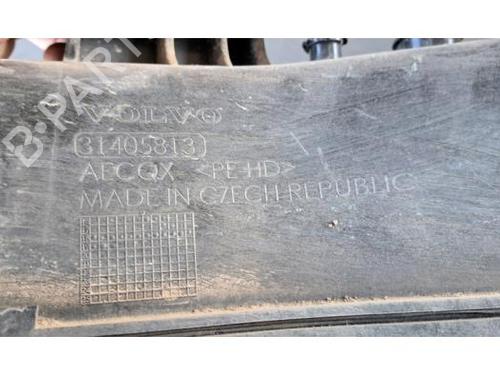 VOLVO
31405813
AECQX >PE-HD<
MADE IN CZECH REPUBLIC
B-PARTS